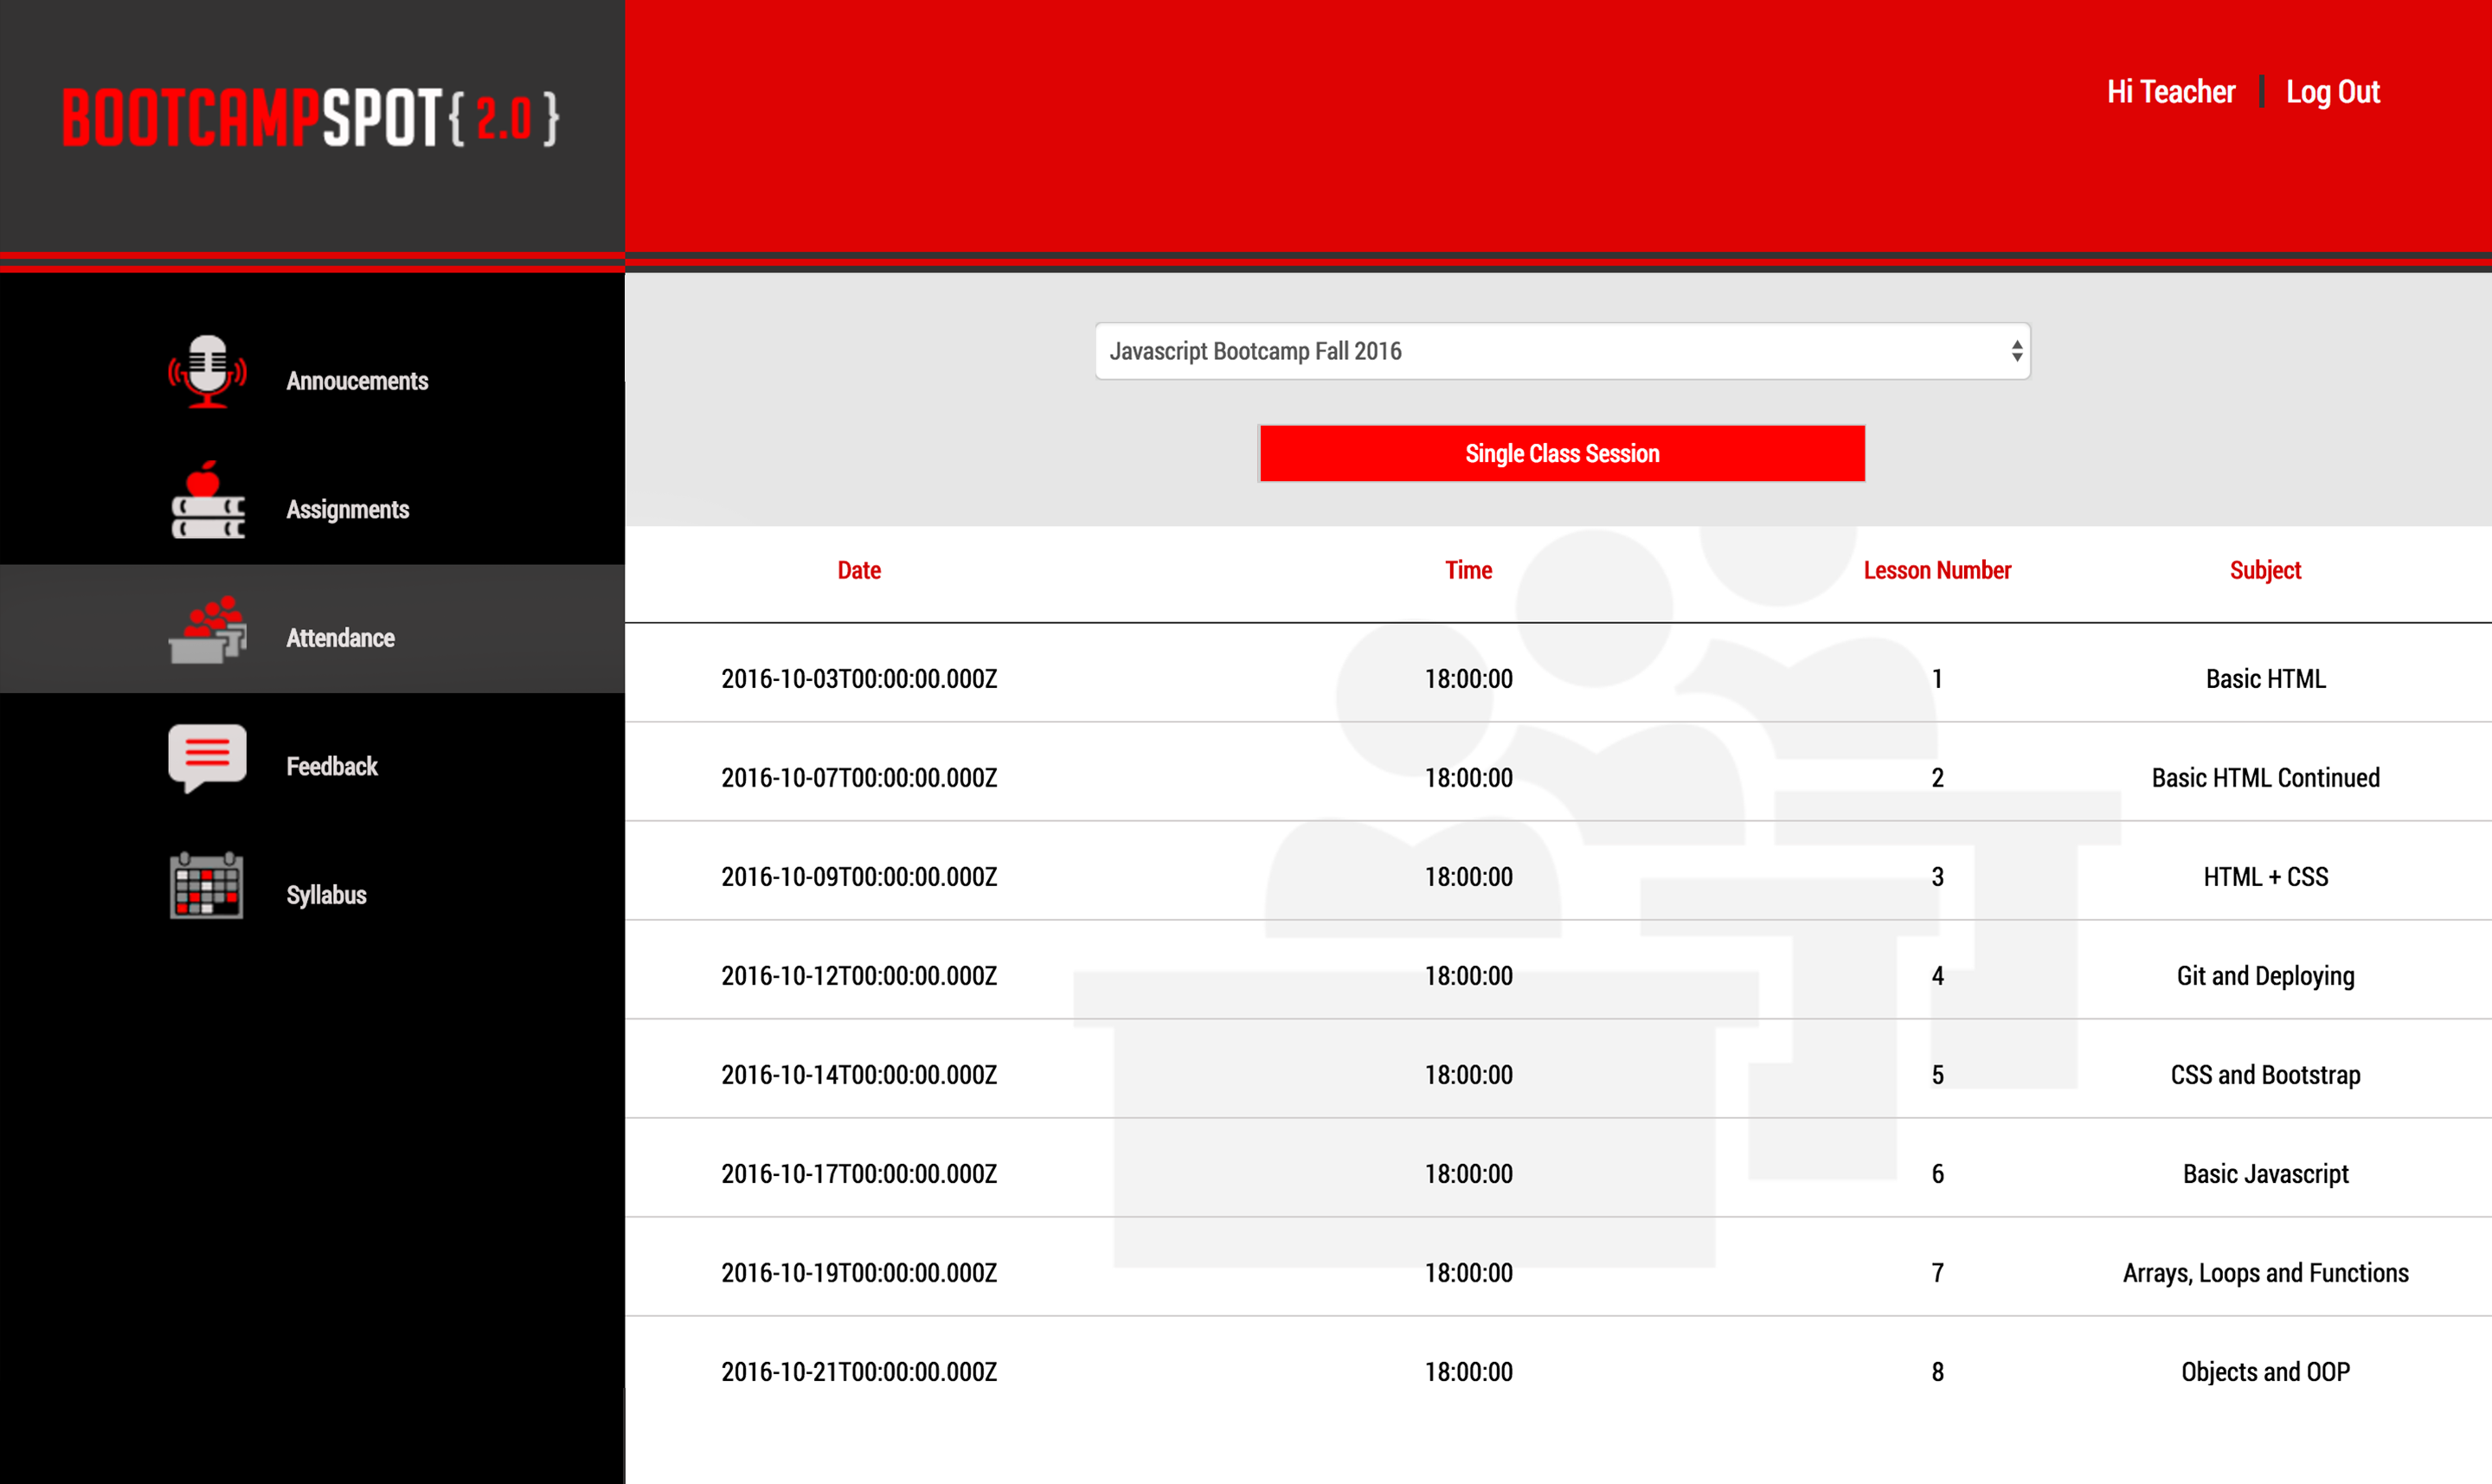 BOOTCAMPSPOT{ 2.0 }
Hi Teacher | Log Out
Annoucements
Assignments
Attendance
Feedback
Syllabus
Javascript Bootcamp Fall 2016
Single Class Session
Date Time Lesson Number Subject
2016-10-03T00:00:00.000Z 18:00:00 1 Basic HTML
2016-10-07T00:00:00.000Z 18:00:00 2 Basic HTML Continued
2016-10-09T00:00:00.000Z 18:00:00 3 HTML + CSS
2016-10-12T00:00:00.000Z 18:00:00 4 Git and Deploying
2016-10-14T00:00:00.000Z 18:00:00 5 CSS and Bootstrap
2016-10-17T00:00:00.000Z 18:00:00 6 Basic Javascript
2016-10-19T00:00:00.000Z 18:00:00 7 Arrays, Loops and Functions
2016-10-21T00:00:00.000Z 18:00:00 8 Objects and OOP